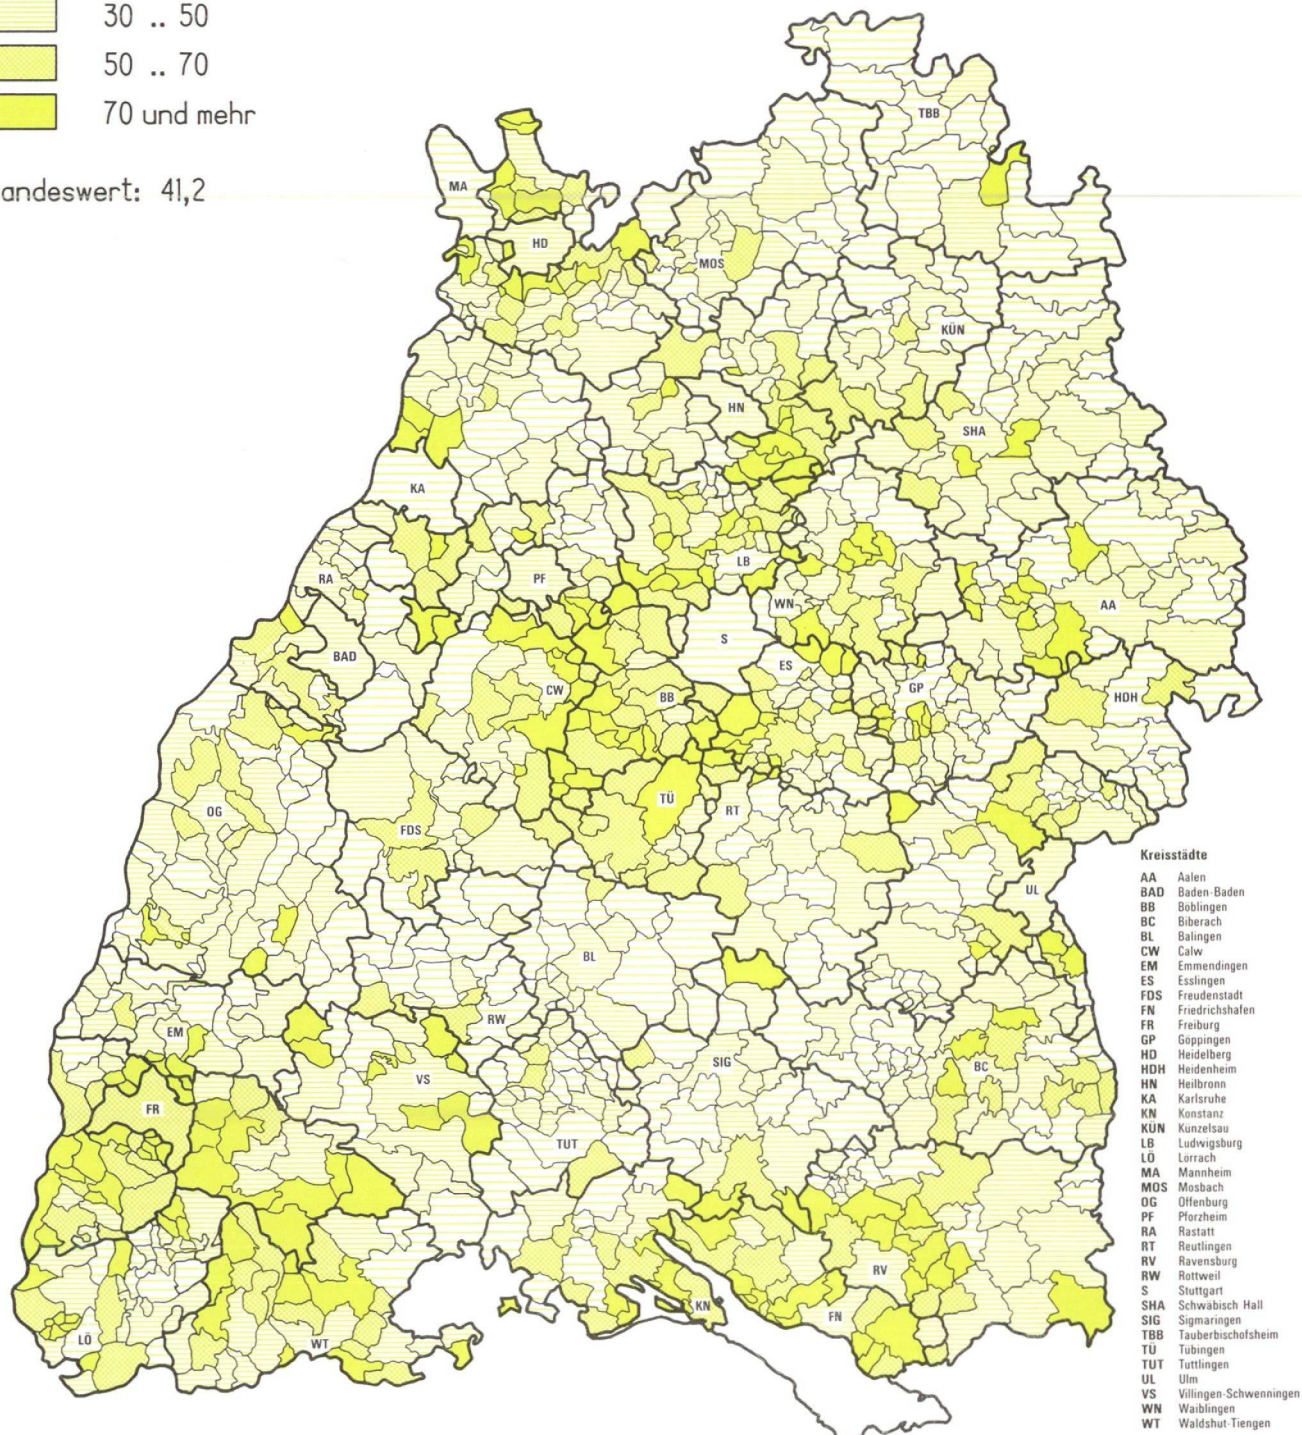 30 .. 50
50 .. 70
70 und mehr
andeswert: 41,2
TBB
MA
HD
MOS
KÜN
HN
SHA
KA
LB
PF
RA
WN
AA
S
BAD
ES
CW
BB
GP
HDH
TÜ
OG
RT
FDS
UL
BL
RW
EM
SIG
BC
VS
FR
TUT
RV
KN
FN
LÖ
WT
Kreisstädte
AA Aalen
BAD Baden-Baden
BB Böblingen
BC Biberach
BL Balingen
CW Calw
EM Emmendingen
ES Esslingen
FDS Freudenstadt
FN Friedrichshafen
FR Freiburg
GP Göppingen
HD Heidelberg
HDH Heidenheim
HN Heilbronn
KA Karlsruhe
KN Konstanz
KÜN Künzelsau
LB Ludwigsburg
LÖ Lörrach
MA Mannheim
MOS Mosbach
OG Offenburg
PF Pforzheim
RA Rastatt
RT Reutlingen
RV Ravensburg
RW Rottweil
S Stuttgart
SHA Schwäbisch Hall
SIG Sigmaringen
TBB Tauberbischofsheim
TÜ Tübingen
TUT Tuttlingen
UL Ulm
VS Villingen-Schwenningen
WN Waiblingen
WT Waldshut-Tiengen